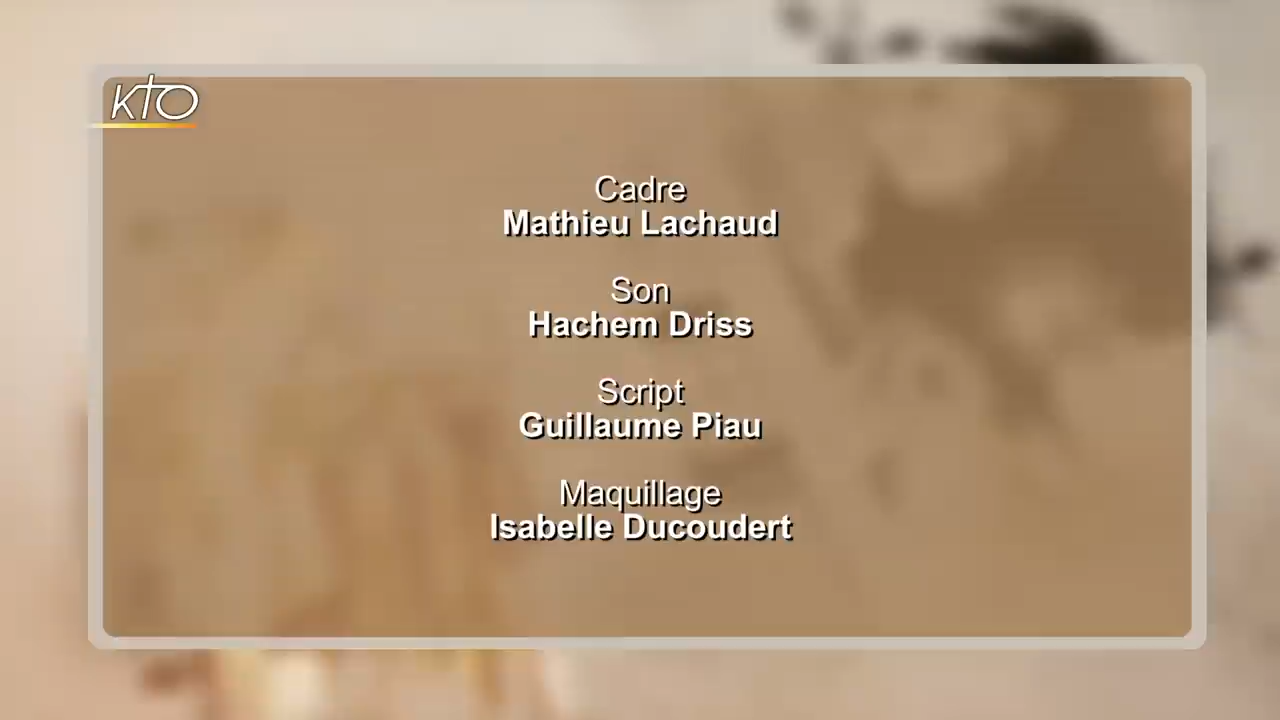 KTO
Cadre
Mathieu Lachaud
Son
Hachem Driss
Script
Guillaume Piau
Maquillage
Isabelle Ducoudert